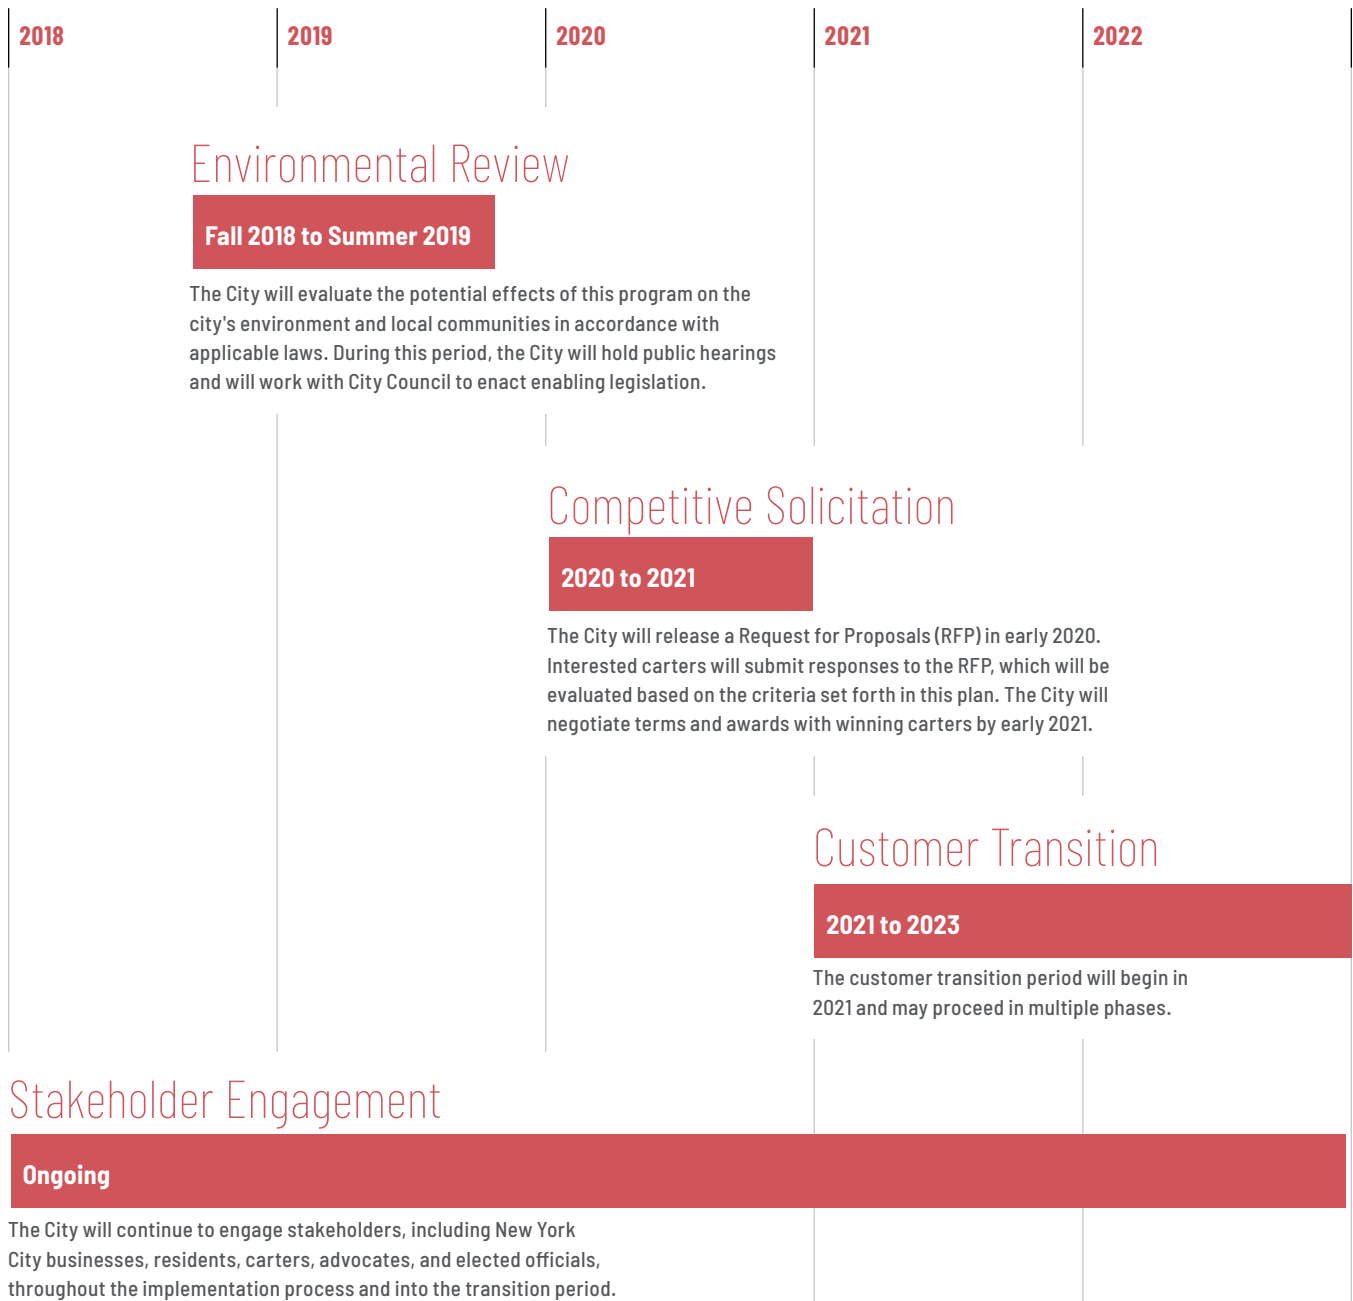 2018
2019
2020
2021
2022
Environmental Review
Fall 2018 to Summer 2019
The City will evaluate the potential effects of this program on the
city's environment and local communities in accordance with
applicable laws. During this period, the City will hold public hearings
and will work with City Council to enact enabling legislation.
Competitive Solicitation
2020 to 2021
The City will release a Request for Proposals (RFP) in early 2020.
Interested carters will submit responses to the RFP, which will be
evaluated based on the criteria set forth in this plan. The City will
negotiate terms and awards with winning carters by early 2021.
Customer Transition
2021 to 2023
The customer transition period will begin in
2021 and may proceed in multiple phases.
Stakeholder Engagement
Ongoing
The City will continue to engage stakeholders, including New York
City businesses, residents, carters, advocates, and elected officials,
throughout the implementation process and into the transition period.